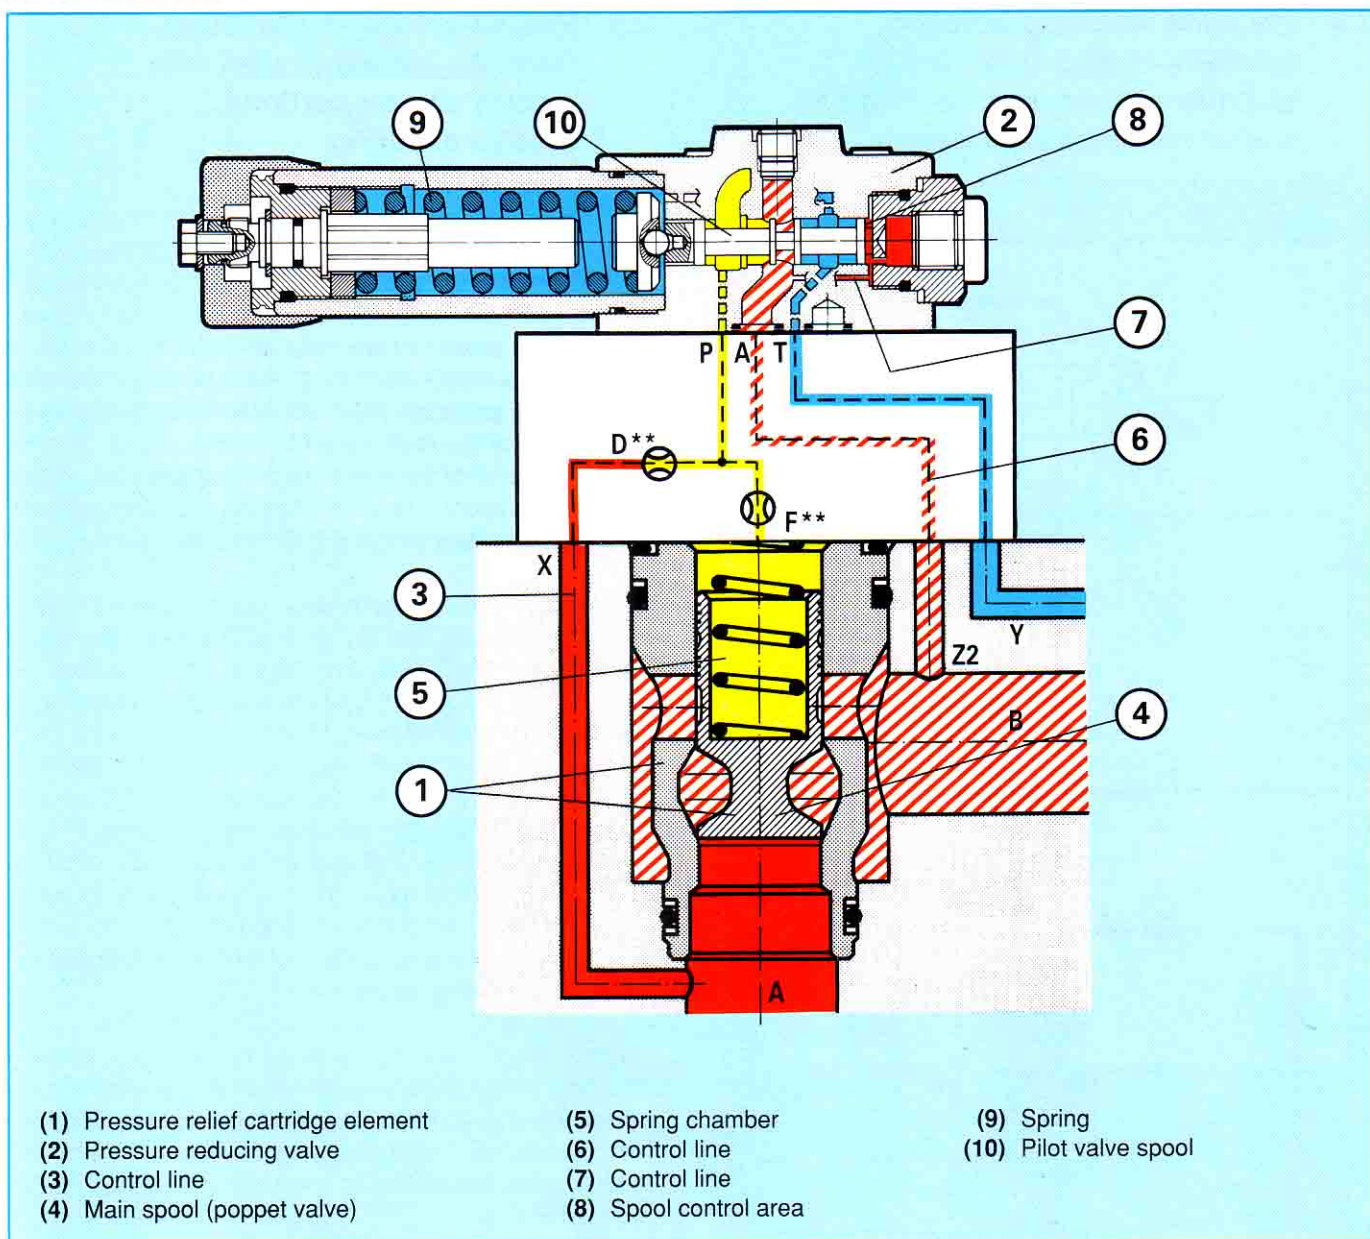 9
10
2
8
7
P A T
D**
6
F**
X
3
Y
Z2
5
B
4
1
A
(1) Pressure relief cartridge element
(2) Pressure reducing valve
(3) Control line
(4) Main spool (poppet valve)
(5) Spring chamber
(6) Control line
(7) Control line
(8) Spool control area
(9) Spring
(10) Pilot valve spool